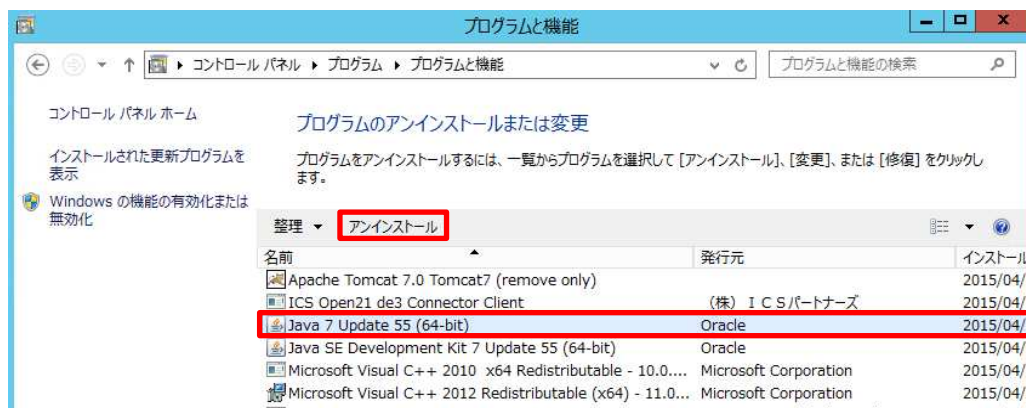 プログラムと機能
コントロール パネル ▸ プログラム ▸ プログラムと機能
プログラムと機能の検索
コントロール パネル ホーム
プログラムのアンインストールまたは変更
インストールされた更新プログラムを
表示
プログラムをアンインストールするには、一覧からプログラムを選択して [アンインストール]、[変更]、または [修復] をクリックし
ます。
Windows の機能の有効化または
無効化
整理 アンインストール
名前 発行元 インストール
Apache Tomcat 7.0 Tomcat7 (remove only) 2015/04/
ICS Open21 de3 Connector Client (株) ICSパートナーズ 2015/04/
Java 7 Update 55 (64-bit) Oracle 2015/04/
Java SE Development Kit 7 Update 55 (64-bit) Oracle 2015/04/
Microsoft Visual C++ 2010 x64 Redistributable - 10.0.... Microsoft Corporation 2015/04/
Microsoft Visual C++ 2012 Redistributable (x64) - 11.0... Microsoft Corporation 2015/04/